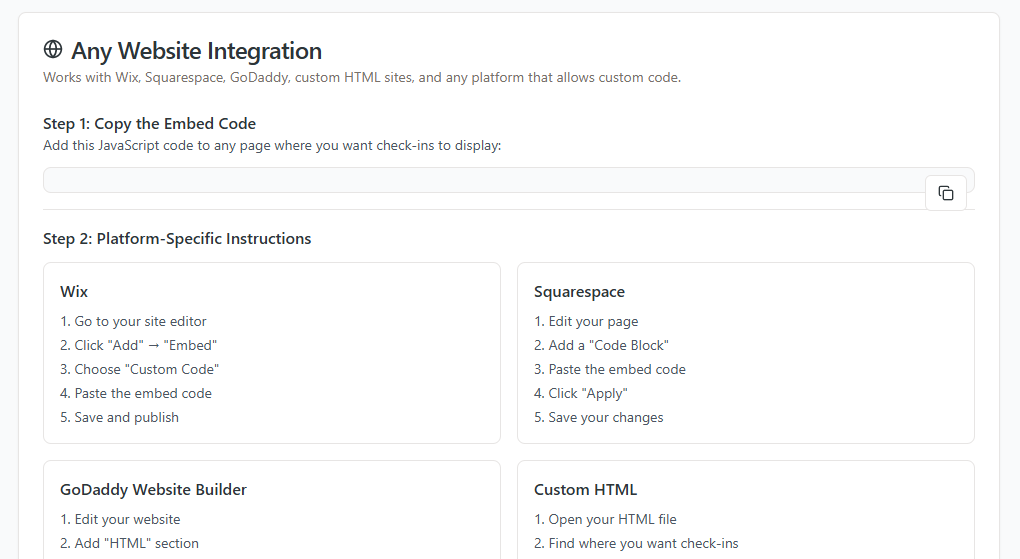 Any Website Integration
Works with Wix, Squarespace, GoDaddy, custom HTML sites, and any platform that allows custom code.
Step 1: Copy the Embed Code
Add this JavaScript code to any page where you want check-ins to display:
Step 2: Platform-Specific Instructions
Wix
1. Go to your site editor
2. Click "Add" → "Embed"
3. Choose "Custom Code"
4. Paste the embed code
5. Save and publish
Squarespace
1. Edit your page
2. Add a "Code Block"
3. Paste the embed code
4. Click "Apply"
5. Save your changes
GoDaddy Website Builder
1. Edit your website
2. Add "HTML" section
Custom HTML
1. Open your HTML file
2. Find where you want check-ins